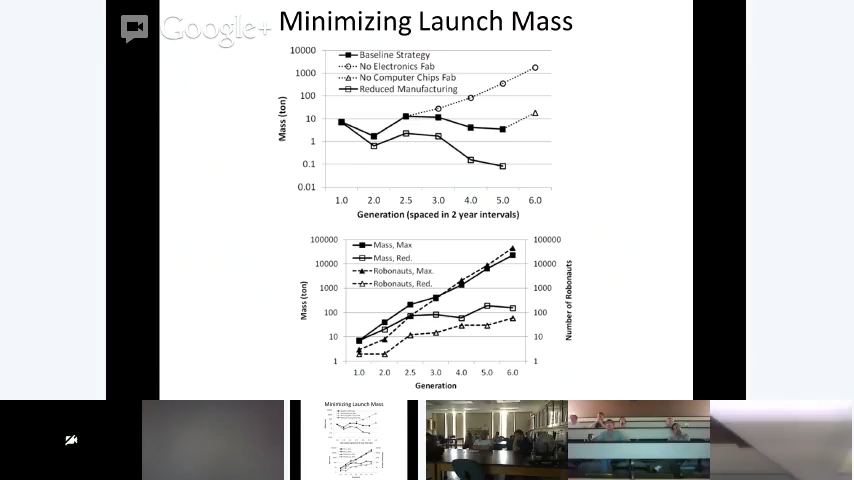 Google+
Minimizing Launch Mass
10000
1000
100
10
1
0.1
0.01
Mass (ton)
Baseline Strategy
No Electronics Fab
No Computer Chips Fab
Reduced Manufacturing
1.0 2.0 2.5 3.0 4.0 5.0 6.0
Generation (spaced in 2 year intervals)
100000
10000
1000
100
10
1
Mass (ton)
Mass, Max
Mass, Red.
Robonauts, Max.
Robonauts, Red.
100000
10000
1000
100
10
1
Number of Robonauts
1.0 2.0 2.5 3.0 4.0 5.0 6.0
Generation
Minimizing Launch Mass